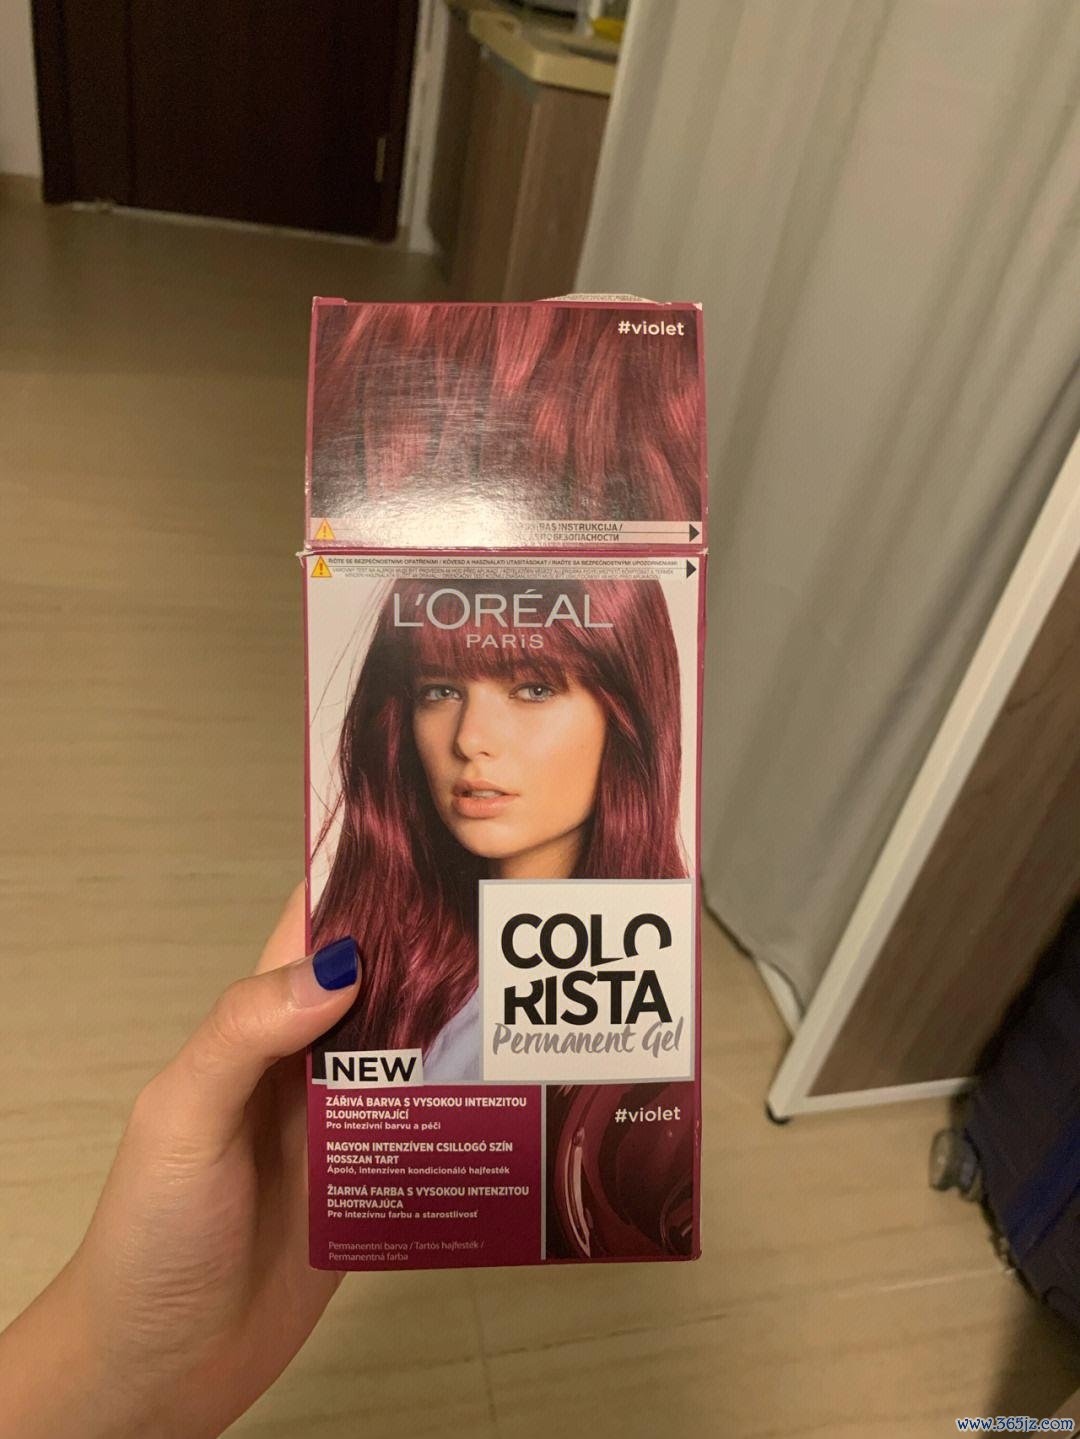 #violet
INSTRUKCIJA /
БЕЗОПАСНОСТИ
L'ORÉAL
PARIS
COLO
RISTA
Permanent Gel
NEW
ZÁŘIVÁ BARVA S VYSOKOU INTENZITOU
DLOUHOTRVAJÍCÍ
Pro intezivní barvu a péči
NAGYON INTENZÍVEN CSILLOGÓ SZÍN
HOSSZAN TART
Ápoló, intenzíven kondicionáló hajfesték
ŽIARIVÁ FARBA S VYSOKOU INTENZITOU
DLHOTRVAJÚCA
Pre intezívnu farbu a starostlivosť
Permanentní barva / Tartós hajfesték /
Permanentná farba
#violet
www.365jz.com